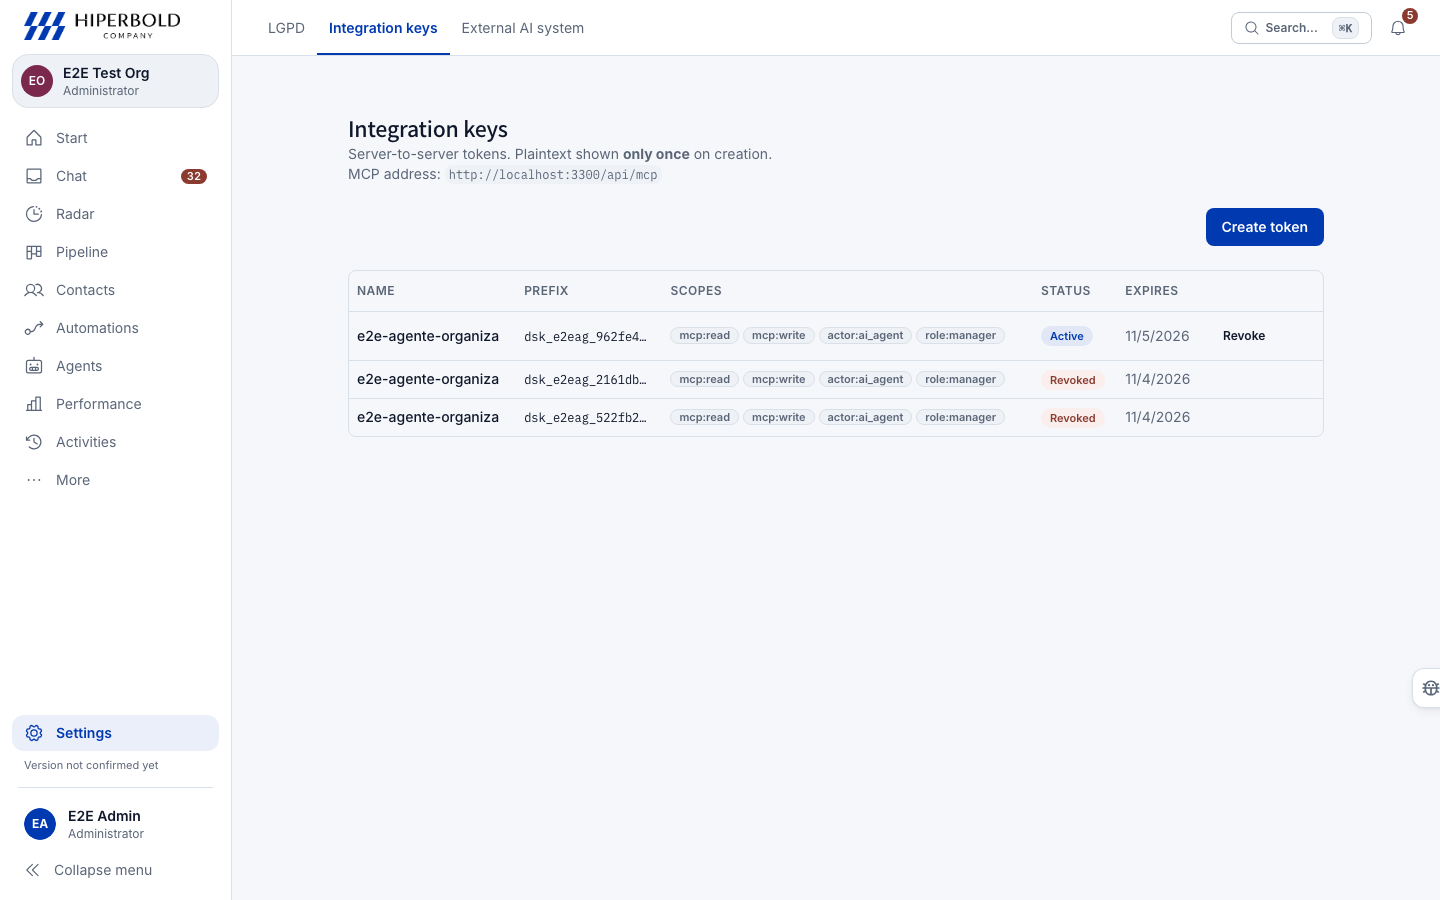 HIPERBOLD
COMPANY
EO
E2E Test Org
Administrator
Start
Chat
32
Radar
Pipeline
Contacts
Automations
Agents
Performance
Activities
More
Settings
Version not confirmed yet
EA
E2E Admin
Administrator
Collapse menu
LGPD
Integration keys
External AI system
Search...
⌘K
5
Integration keys
Server-to-server tokens. Plaintext shown only once on creation.
MCP address: http://localhost:3300/api/mcp
Create token
NAME PREFIX SCOPES STATUS EXPIRES
e2e-agente-organiza dsk_e2eag_962fe4… mcp:read mcp:write actor:ai_agent role:manager Active 11/5/2026 Revoke
e2e-agente-organiza dsk_e2eag_2161db… mcp:read mcp:write actor:ai_agent role:manager Revoked 11/4/2026
e2e-agente-organiza dsk_e2eag_522fb2… mcp:read mcp:write actor:ai_agent role:manager Revoked 11/4/2026